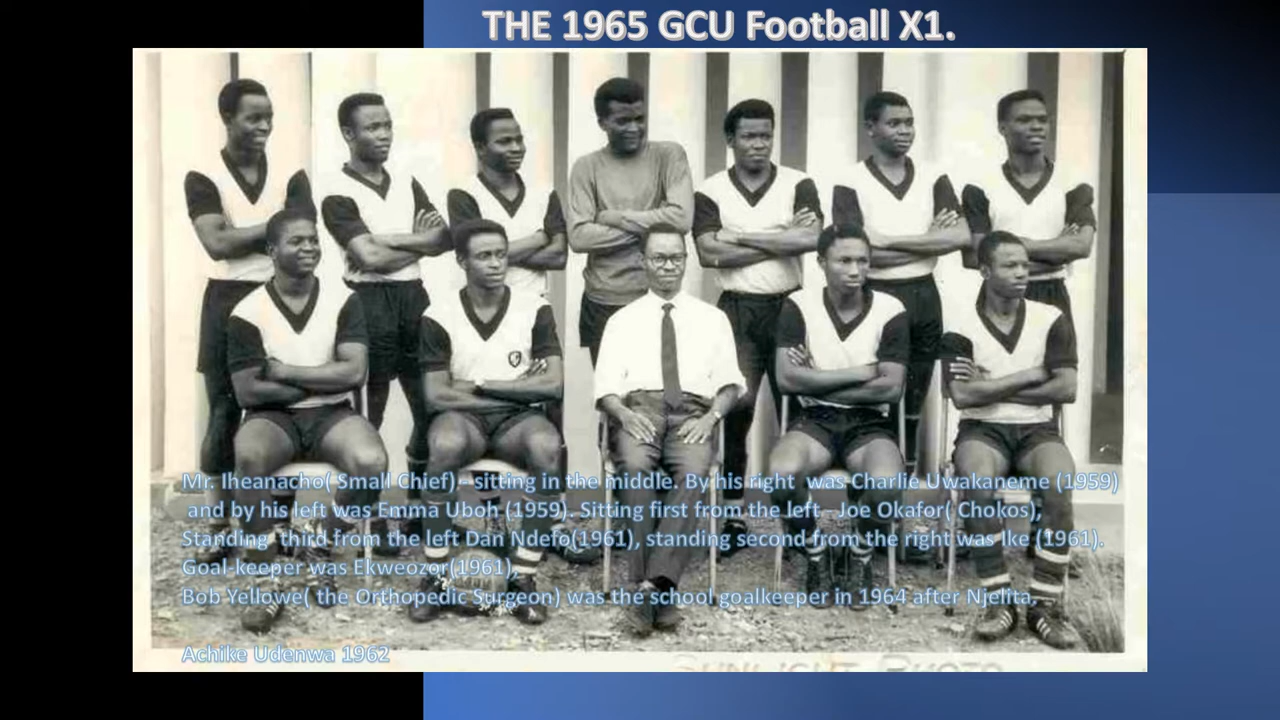 THE 1965 GCU Football X1.
Mr. Iheanacho( Small Chief) - sitting in the middle. By his right was Charlie Uwakaneme (1959)
and by his left was Emma Uboh (1959). Sitting first from the left - Joe Okafor( Chokos),
Standing third from the left Dan Ndefo(1961), standing second from the right was Ike (1961).
Goal-keeper was Ekweozor(1961),
Bob Yellowe( the Orthopedic Surgeon) was the school goalkeeper in 1964 after Njelita.
Achike Udenwa 1962
SUNLIGHT PHOTO